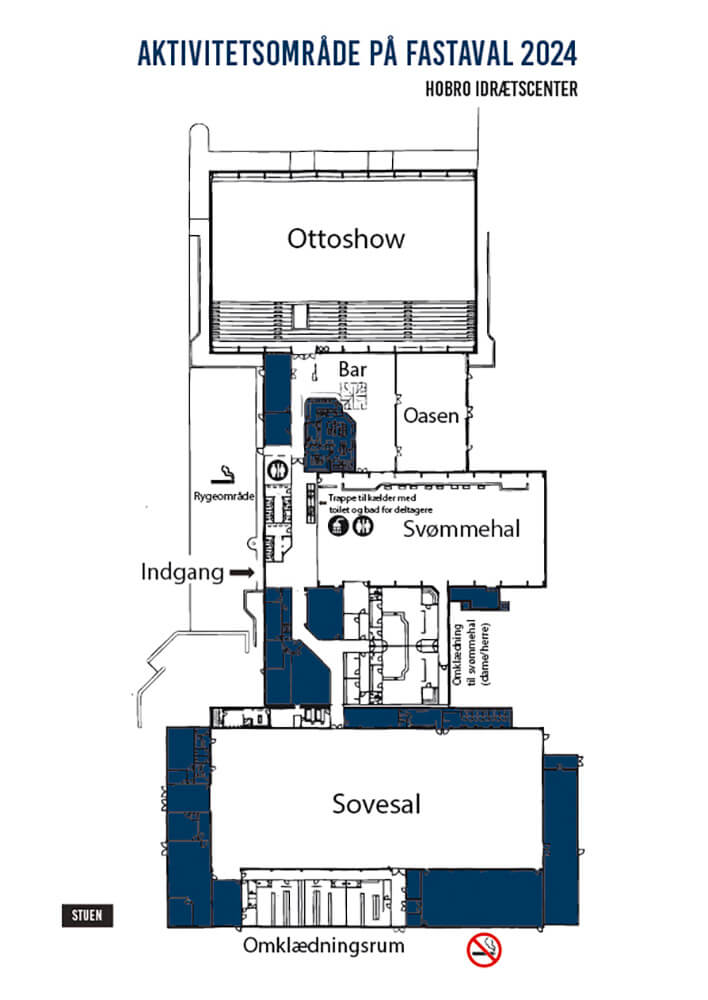 AKTIVITETSOMRÅDE PÅ FASTAVAL 2024
HOBRO IDRÆTSCENTER
Ottoshow
Bar
Oasen
Rygeområde
Trappe til kælder med
toilet og bad for deltagere
Svømmehal
Indgang
Omklædning
til svømmehal
(dame/herre)
Sovesal
STUEN
Omklædningsrum